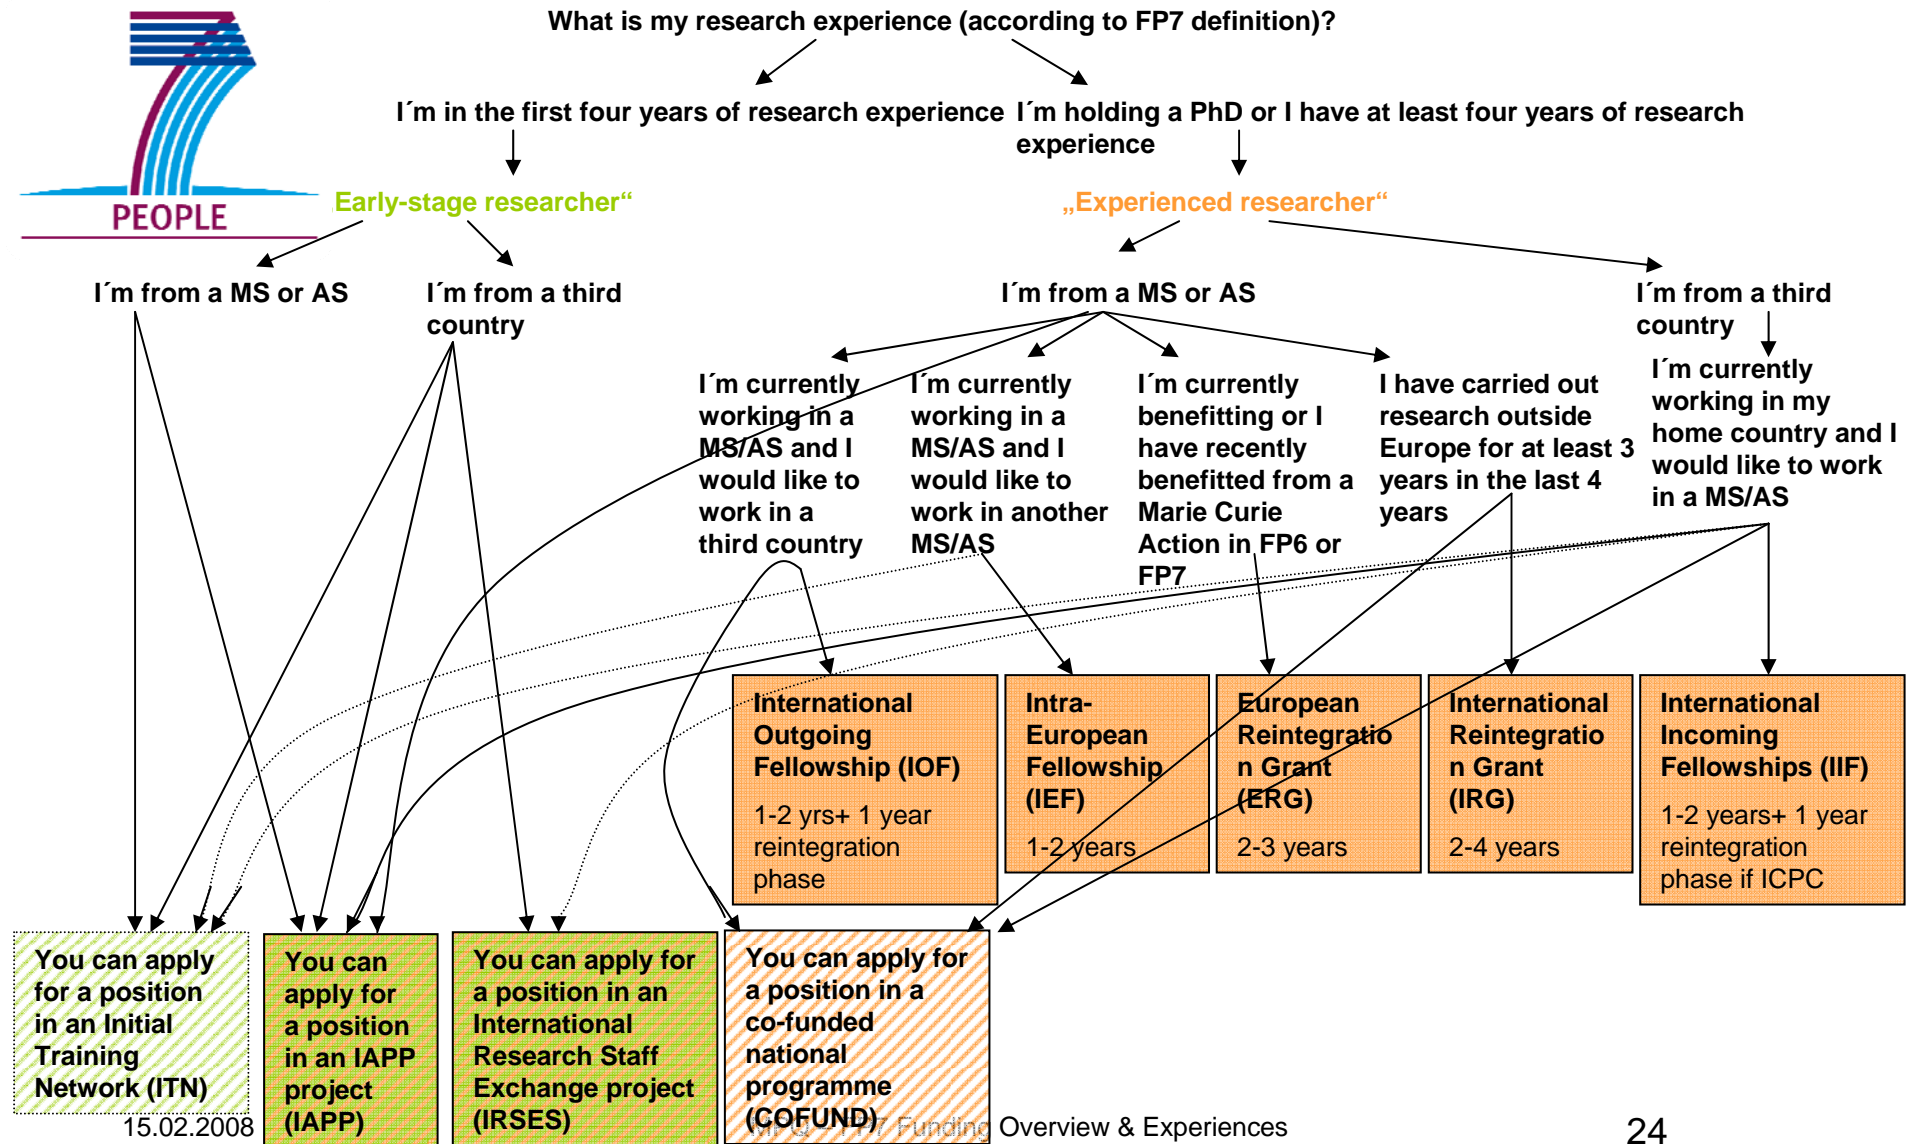 What is my research experience (according to FP7 definition)?
PEOPLE
I´m in the first four years of research experience
I´m holding a PhD or I have at least four years of research
experience
Early-stage researcher“
„Experienced researcher“
I´m from a MS or AS
I´m from a third
country
I´m from a MS or AS
I´m from a third
country
I´m currently
working in a
MS/AS and I
would like to
work in a
third country
I´m currently
working in a
MS/AS and I
would like to
work in another
MS/AS
I´m currently
benefitting or I
have recently
benefitted from a
Marie Curie
Action in FP6 or
FP7
I have carried out
research outside
Europe for at least 3
years in the last 4
years
I´m currently
working in my
home country and I
would like to work
in a MS/AS
International
Outgoing
Fellowship (IOF)
1-2 yrs+ 1 year
reintegration
phase
Intra-
European
Fellowship
(IEF)
1-2 years
European
Reintegratio
n Grant
(ERG)
2-3 years
International
Reintegratio
n Grant
(IRG)
2-4 years
International
Incoming
Fellowships (IIF)
1-2 years+ 1 year
reintegration
phase if ICPC
You can apply
for a position
in an Initial
Training
Network (ITN)
You can
apply for
a position
in an IAPP
project
(IAPP)
You can apply for
a position in an
International
Research Staff
Exchange project
(IRSES)
You can apply for
a position in a
co-funded
national
programme
(COFUND)
15.02.2008
MPQ - FP7 Funding Overview & Experiences
24